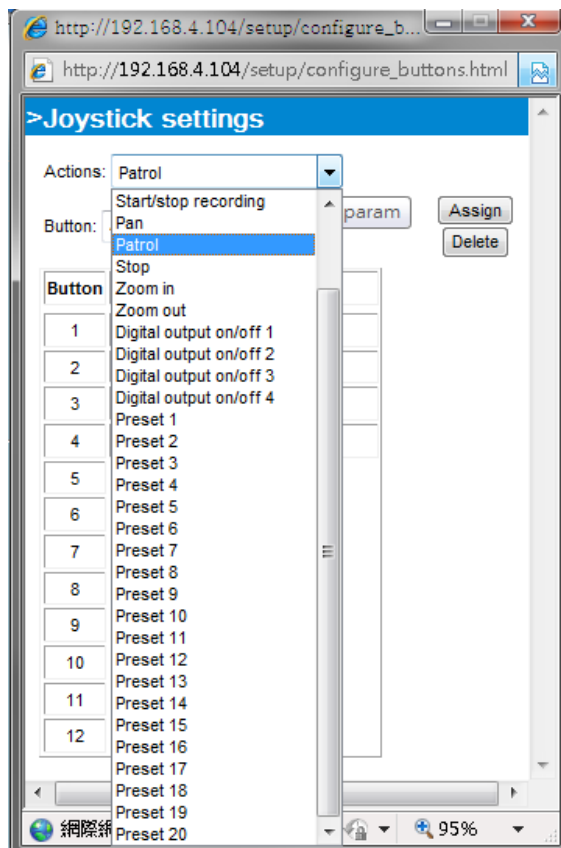 http://192.168.4.104/setup/configure_b...
http://192.168.4.104/setup/configure_buttons.html
>Joystick settings
Actions: Patrol
Button:
param
Assign
Delete
Start/stop recording
Pan
Patrol
Stop
Zoom in
Zoom out
Digital output on/off 1
Digital output on/off 2
Digital output on/off 3
Digital output on/off 4
Preset 1
Preset 2
Preset 3
Preset 4
Preset 5
Preset 6
Preset 7
Preset 8
Preset 9
Preset 10
Preset 11
Preset 12
Preset 13
Preset 14
Preset 15
Preset 16
Preset 17
Preset 18
Preset 19
Preset 20
Button
1
2
3
4
5
6
7
8
9
10
11
12
網際網
95%